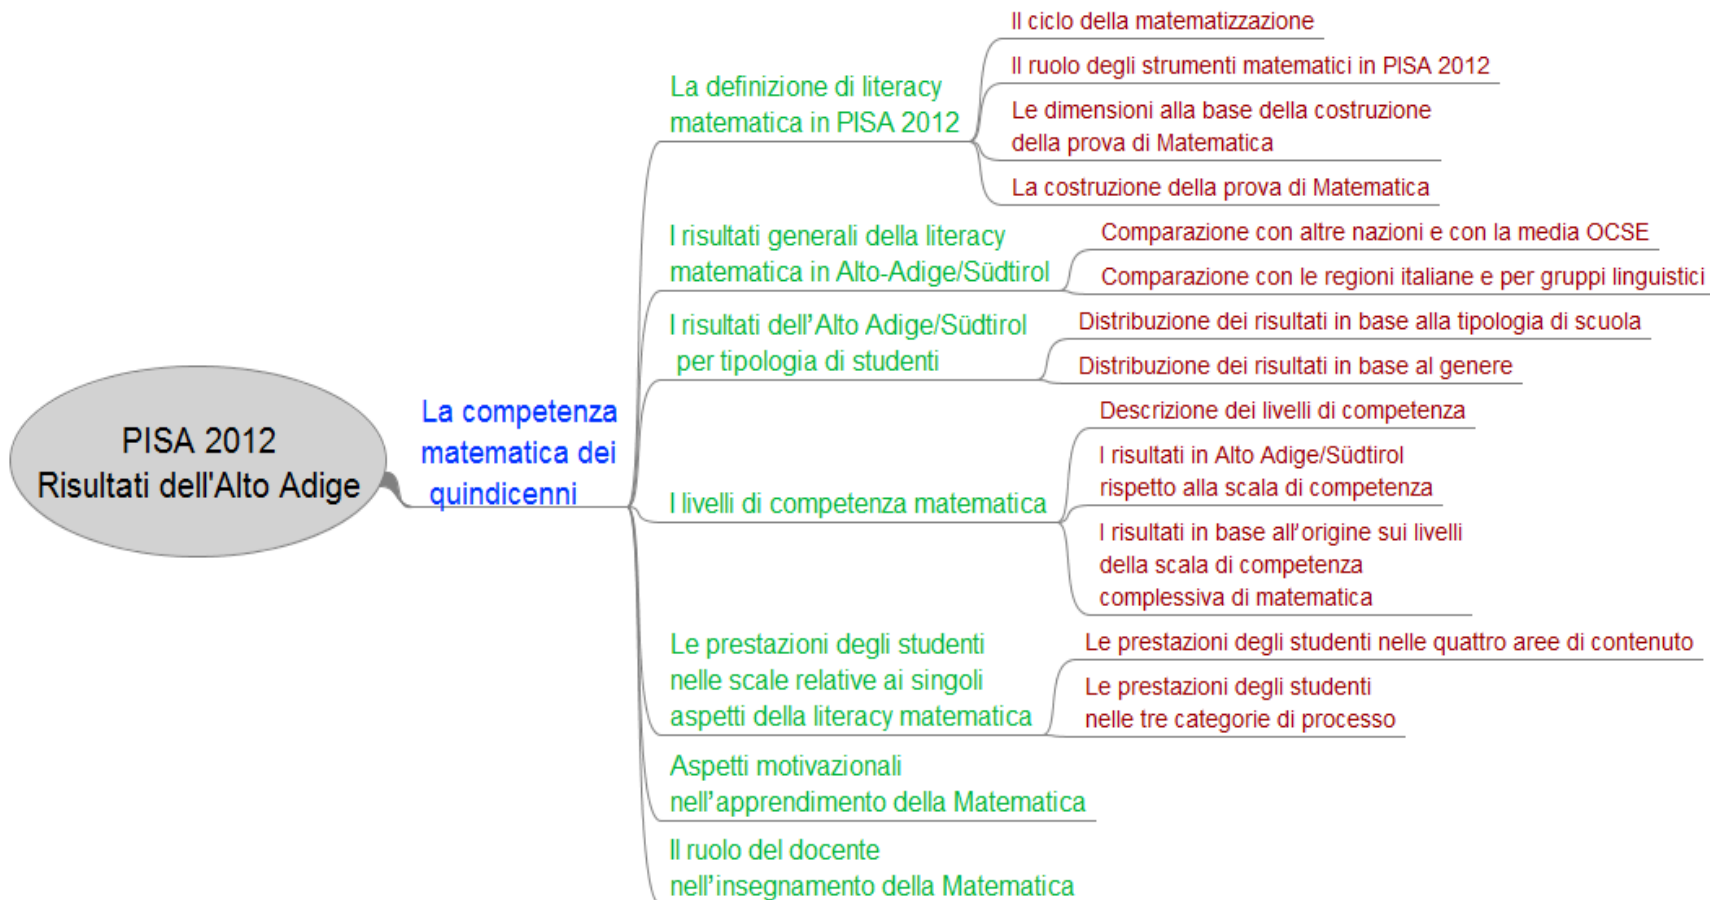 PISA 2012
Risultati dell'Alto Adige
La competenza
matematica dei
quindicenni
La definizione di literacy
matematica in PISA 2012
Il ciclo della matematizzazione
Il ruolo degli strumenti matematici in PISA 2012
Le dimensioni alla base della costruzione
della prova di Matematica
La costruzione della prova di Matematica
I risultati generali della literacy
matematica in Alto-Adige/Südtirol
Comparazione con altre nazioni e con la media OCSE
Comparazione con le regioni italiane e per gruppi linguistici
I risultati dell'Alto Adige/Südtirol
per tipologia di studenti
Distribuzione dei risultati in base alla tipologia di scuola
Distribuzione dei risultati in base al genere
I livelli di competenza matematica
Descrizione dei livelli di competenza
I risultati in Alto Adige/Südtirol
rispetto alla scala di competenza
I risultati in base all'origine sui livelli
della scala di competenza
complessiva di matematica
Le prestazioni degli studenti
nelle scale relative ai singoli
aspetti della literacy matematica
Le prestazioni degli studenti nelle quattro aree di contenuto
Le prestazioni degli studenti
nelle tre categorie di processo
Aspetti motivazionali
nell'apprendimento della Matematica
Il ruolo del docente
nell'insegnamento della Matematica